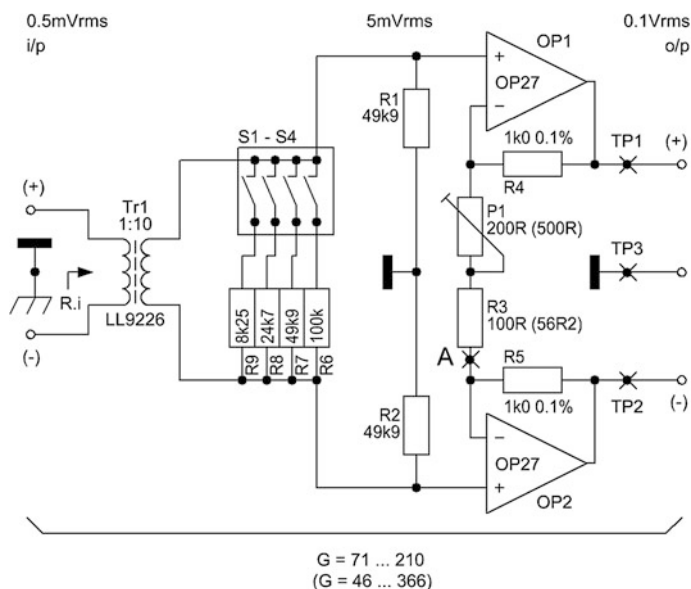 0.5mVrms
i/p
5mVrms
0.1Vrms
o/p
OP1
+
OP27
−
R1
49k9
S1 - S4
1k0 0.1%
R4
TP1
(+)
(+)
Tr1
1:10
P1
200R (500R)
R.i
TP3
LL9226
(-)
8k25
24k7
49k9
100k
R9
R8
R7
R6
R3
100R (56R2)
A
R5
1k0 0.1%
TP2
(-)
R2
49k9
−
OP27
+
OP2
G = 71 ... 210
(G = 46 ... 366)